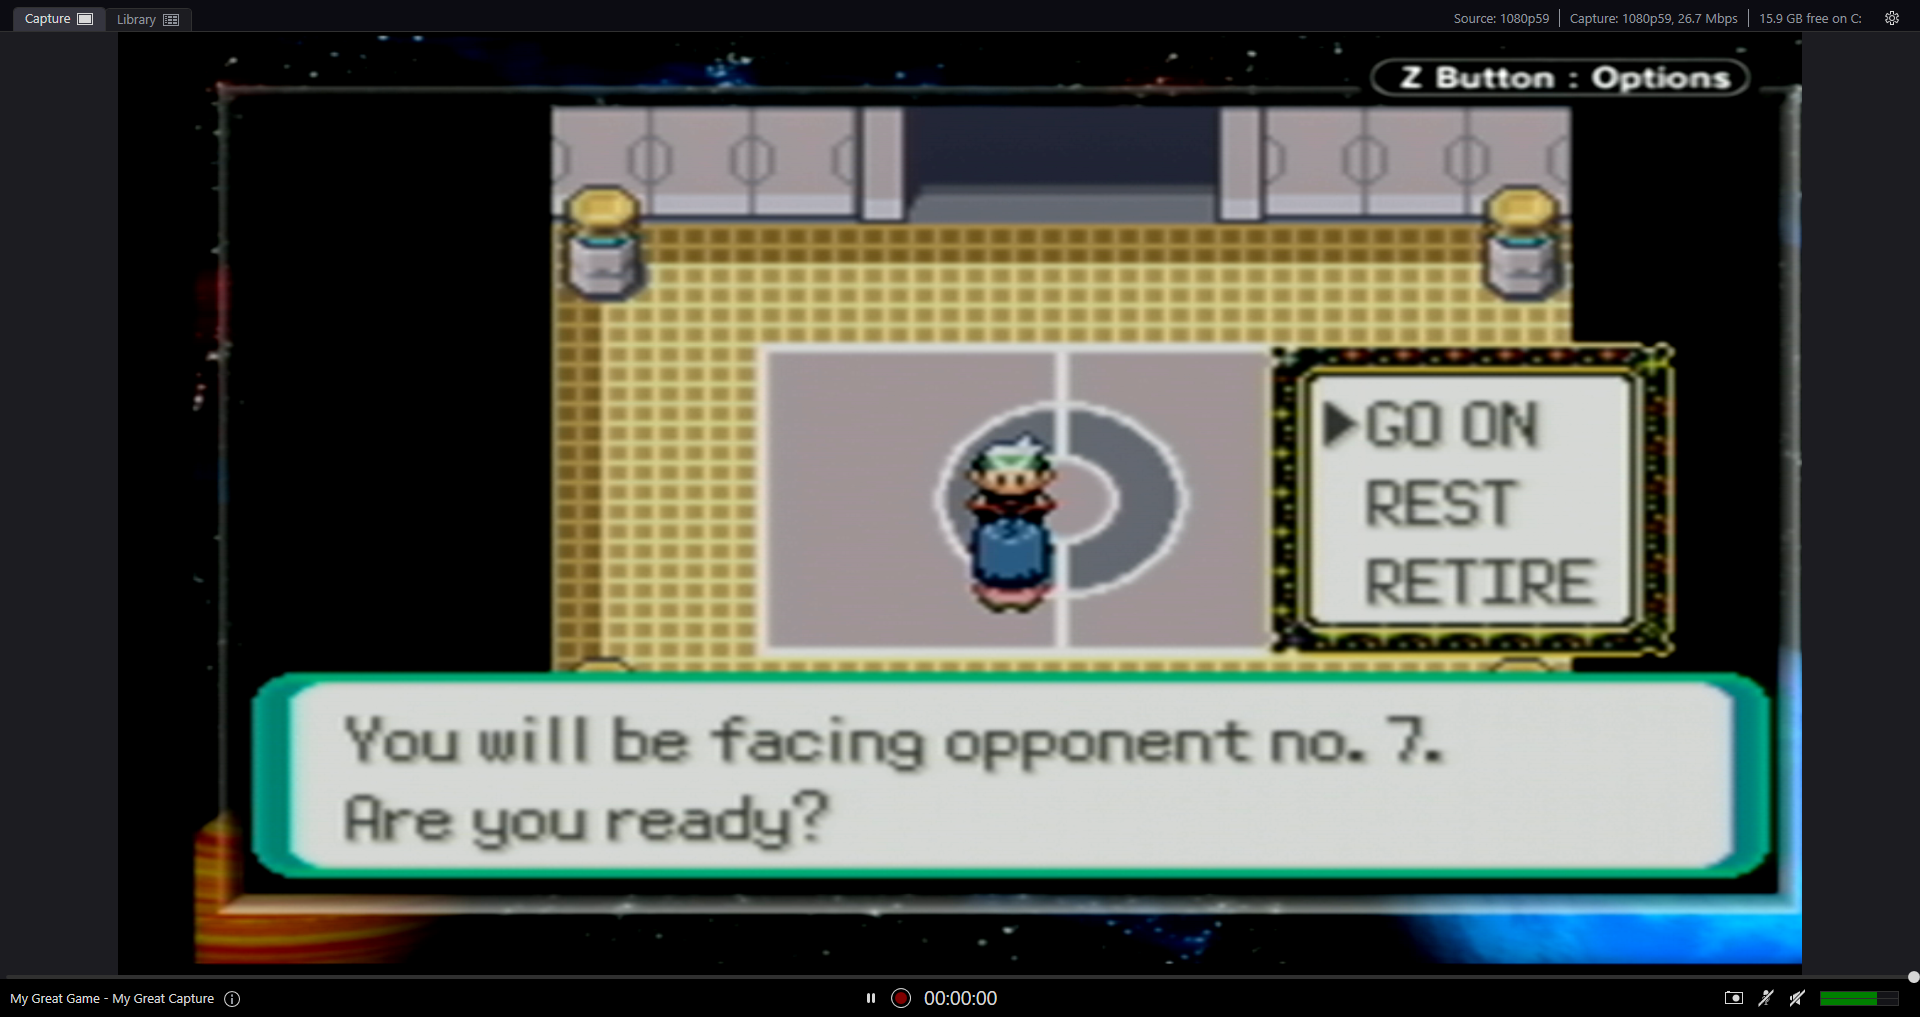 Capture
Library
Source: 1080p59
Capture: 1080p59, 26.7 Mbps
15.9 GB free on C:
Z Button : Options
GO ON
REST
RETIRE
You will be facing opponent no. 7.
Are you ready?
My Great Game - My Great Capture
00:00:00